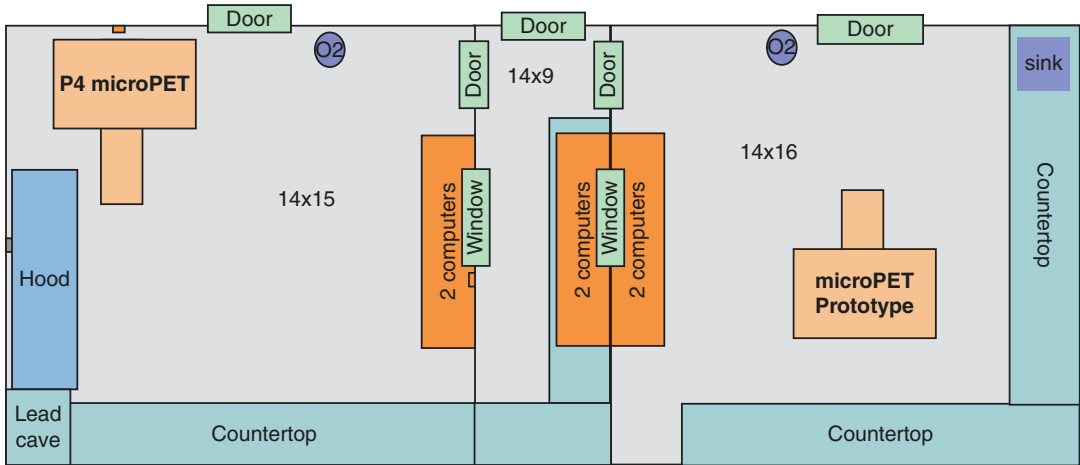 Door
Door
Door
O2
O2
P4 microPET
Door
14x9
Door
sink
14x16
14x15
2 computers
Window
2 computers
Window
2 computers
Countertop
Hood
microPET
Prototype
Lead
cave
Countertop
Countertop